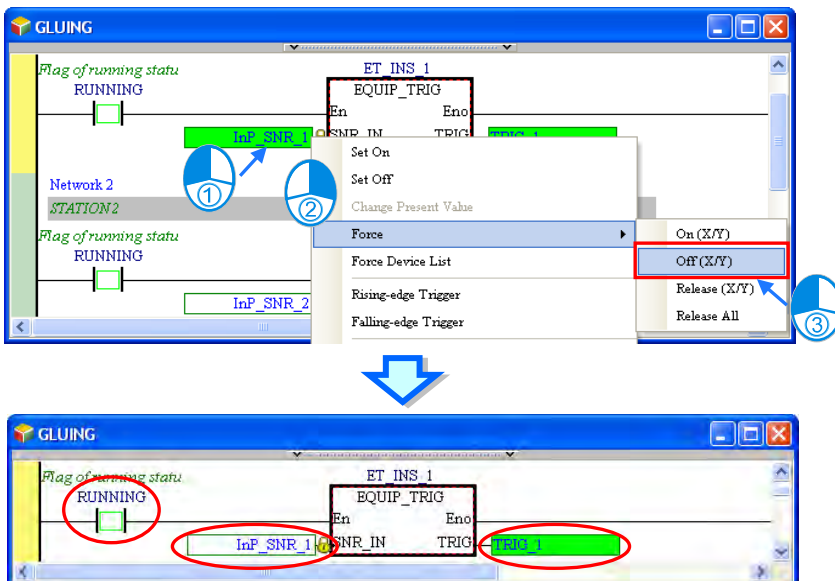 GLUING
Flag of running statu
ET_INS_1
RUNNING
EQUIP_TRIG
En Eno
InP_SNR_1 SNR_IN TRIG TRIG_1
Set On
①
Set Off
②
Network 2
Change Present Value
STATION2
Flag of running statu
Force
On (X/Y)
RUNNING
Force Device List
Off (X/Y)
Rising-edge Trigger
Release (X/Y)
InP_SNR_2
Falling-edge Trigger
Release All
③
GLUING
Flag of running statu
ET_INS_1
RUNNING
EQUIP_TRIG
En Eno
InP_SNR_1 SNR_IN TRIG TRIG_1